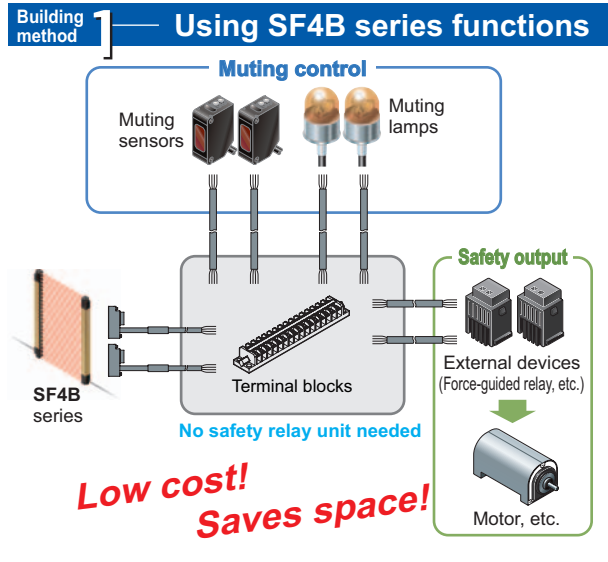 Building
method
1
Using SF4B series functions
Muting control
Muting
sensors
Muting
lamps
Safety output
SF4B
series
Terminal blocks
External devices
(Force-guided relay, etc.)
No safety relay unit needed
Low cost!
Saves space!
Motor, etc.